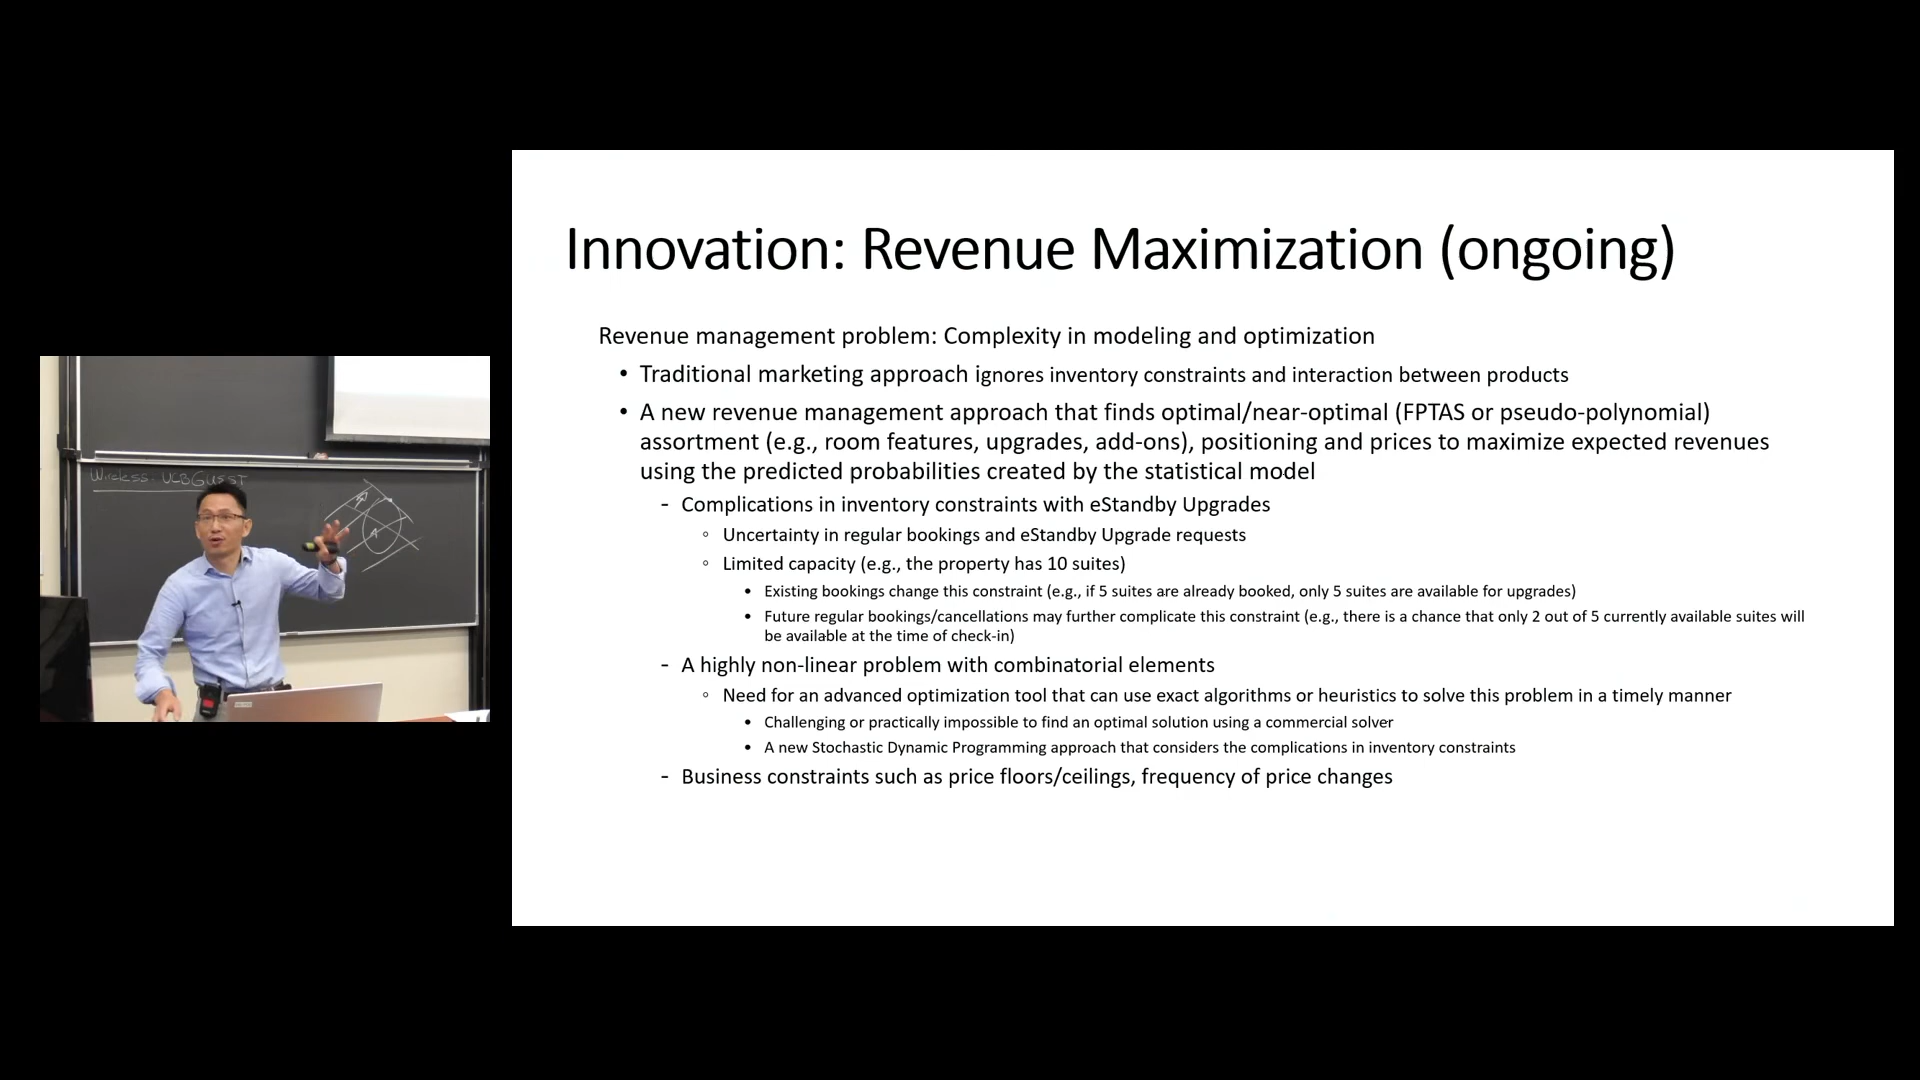 Wireless: UCBGUEST
A
Innovation: Revenue Maximization (ongoing)
Revenue management problem: Complexity in modeling and optimization
• Traditional marketing approach ignores inventory constraints and interaction between products
• A new revenue management approach that finds optimal/near-optimal (FPTAS or pseudo-polynomial)
assortment (e.g., room features, upgrades, add-ons), positioning and prices to maximize expected revenues
using the predicted probabilities created by the statistical model
- Complications in inventory constraints with eStandby Upgrades
◦ Uncertainty in regular bookings and eStandby Upgrade requests
◦ Limited capacity (e.g., the property has 10 suites)
• Existing bookings change this constraint (e.g., if 5 suites are already booked, only 5 suites are available for upgrades)
• Future regular bookings/cancellations may further complicate this constraint (e.g., there is a chance that only 2 out of 5 currently available suites will
be available at the time of check-in)
- A highly non-linear problem with combinatorial elements
◦ Need for an advanced optimization tool that can use exact algorithms or heuristics to solve this problem in a timely manner
• Challenging or practically impossible to find an optimal solution using a commercial solver
• A new Stochastic Dynamic Programming approach that considers the complications in inventory constraints
- Business constraints such as price floors/ceilings, frequency of price changes